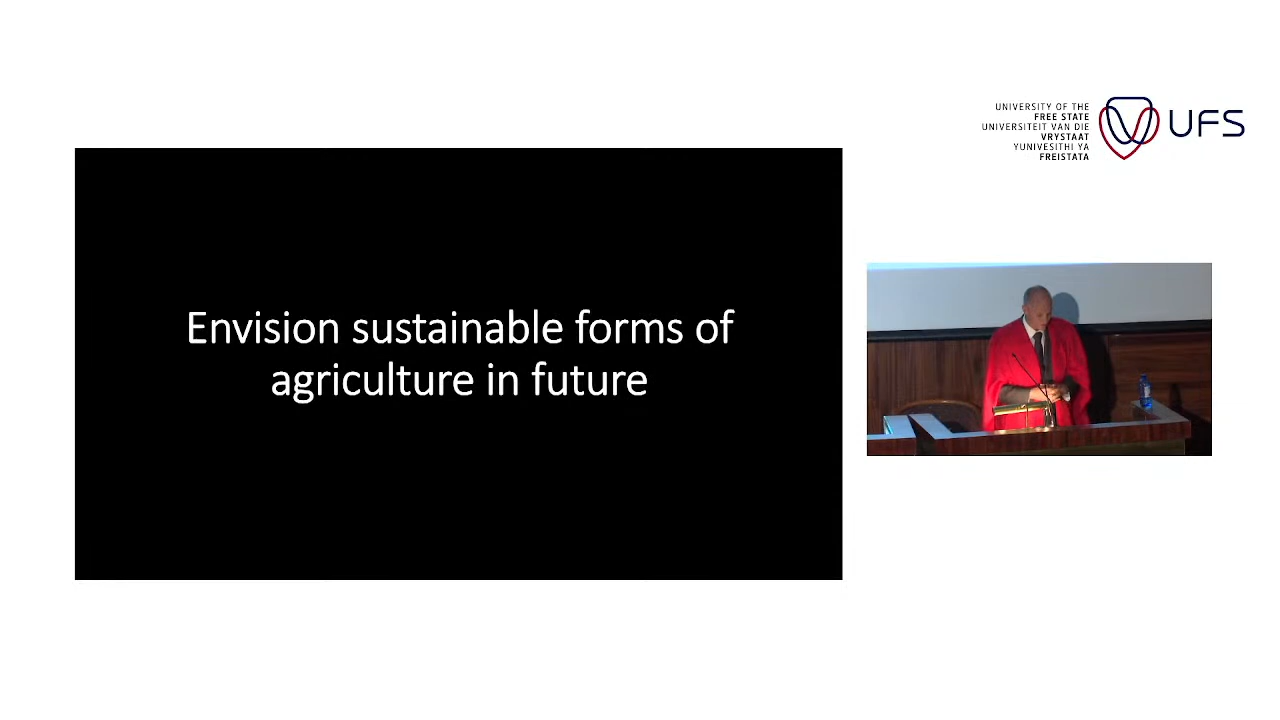 UNIVERSITY OF THE
FREE STATE
UNIVERSITEIT VAN DIE
VRYSTAAT
YUNIVESITHI YA
FREISTATA
UFS
Envision sustainable forms of
agriculture in future